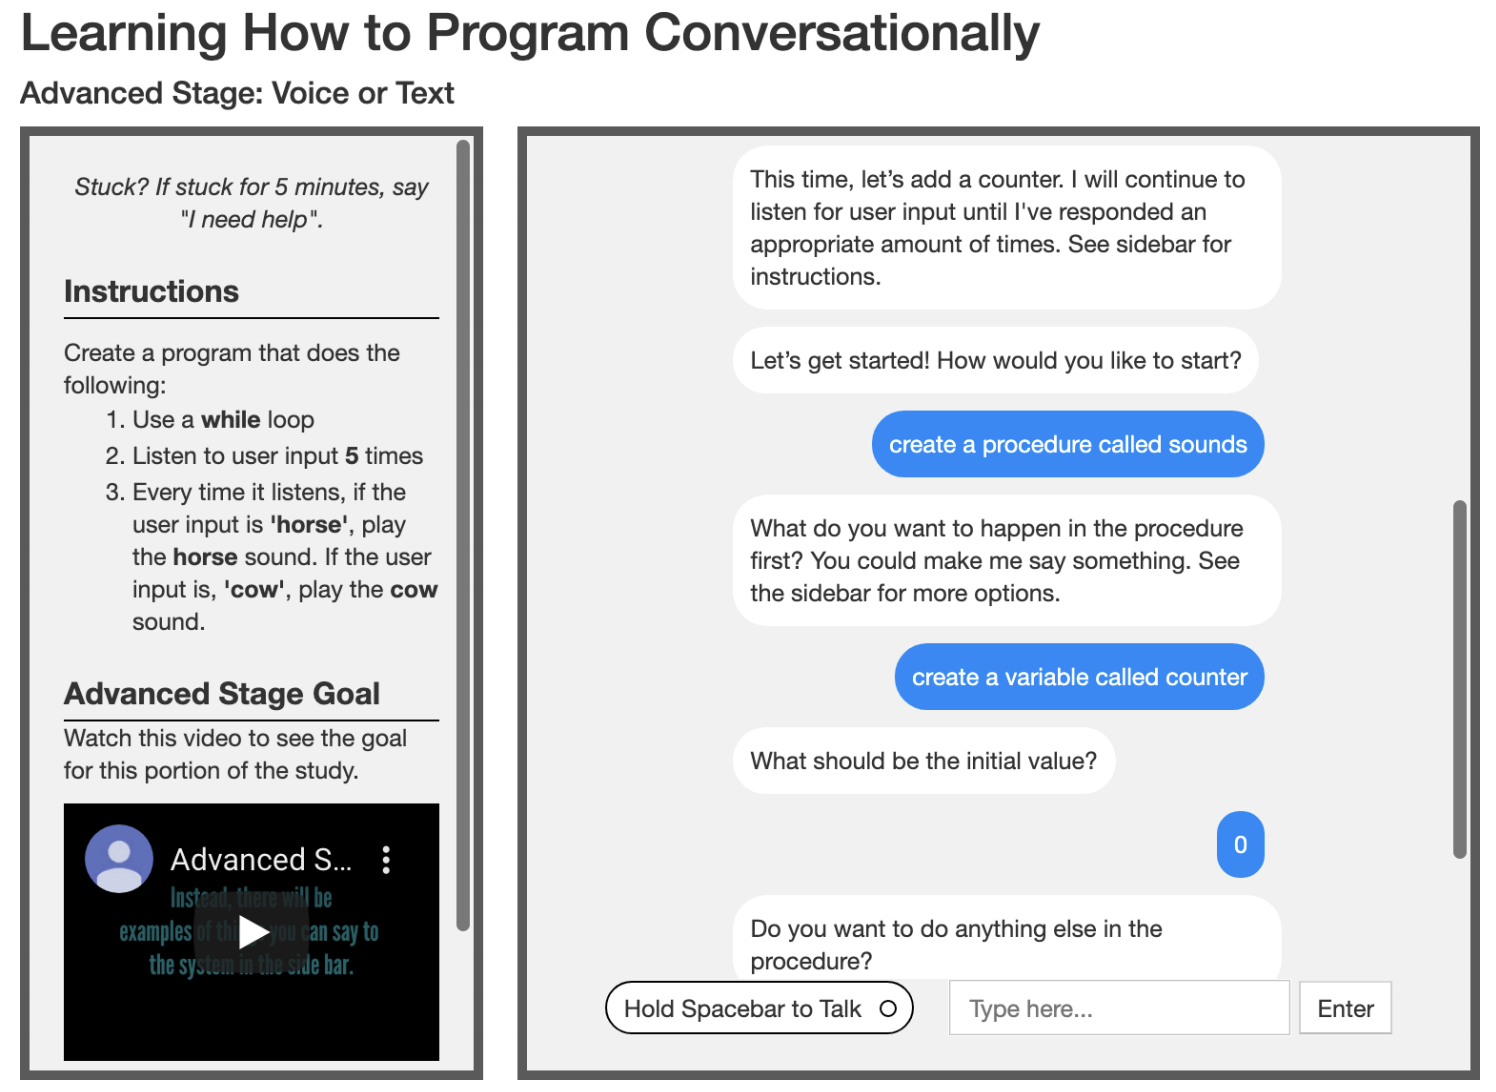 Learning How to Program Conversationally
Advanced Stage: Voice or Text
Stuck? If stuck for 5 minutes, say
"I need help".
Instructions
Create a program that does the
following:
1. Use a while loop
2. Listen to user input 5 times
3. Every time it listens, if the
user input is 'horse', play
the horse sound. If the user
input is, 'cow', play the cow
sound.
Advanced Stage Goal
Watch this video to see the goal
for this portion of the study.
Advanced S...
Instead, there will be
examples of things you can say to
the system in the side bar.
This time, let’s add a counter. I will continue to
listen for user input until I've responded an
appropriate amount of times. See sidebar for
instructions.
Let’s get started! How would you like to start?
create a procedure called sounds
What do you want to happen in the procedure
first? You could make me say something. See
the sidebar for more options.
create a variable called counter
What should be the initial value?
0
Do you want to do anything else in the
procedure?
Hold Spacebar to Talk
Type here...
Enter